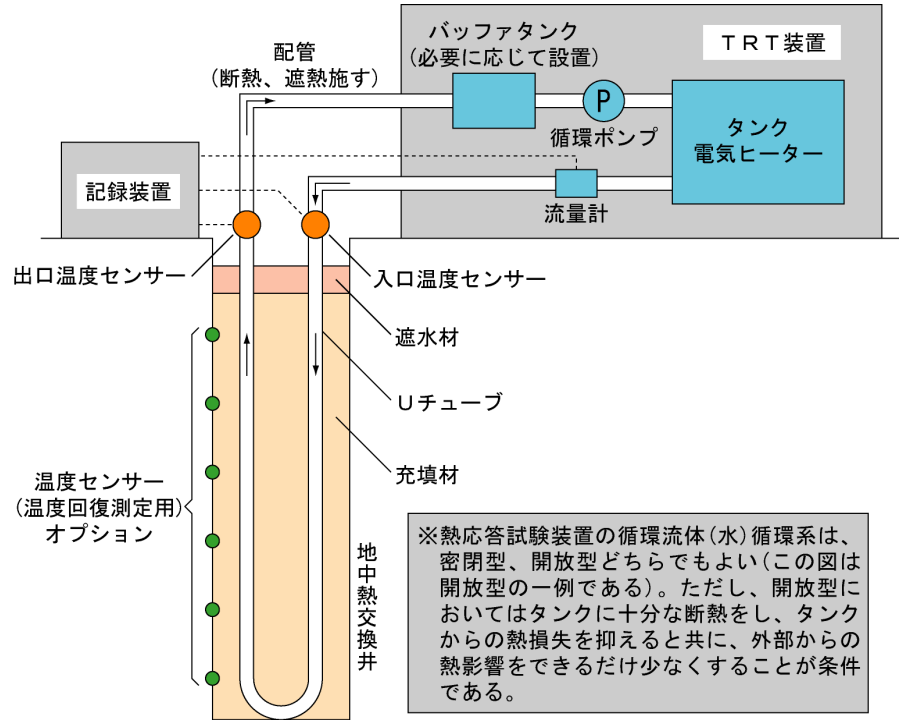 配管
(断熱、遮熱施す)
バッファタンク
(必要に応じて設置)
TRT装置
P
循環ポンプ
タンク
電気ヒーター
流量計
記録装置
出口温度センサー
入口温度センサー
遮水材
Uチューブ
充填材
温度センサー
(温度回復測定用)
オプション
地中熱交換井
※熱応答試験装置の循環流体(水)循環系は、
密閉型、開放型どちらでもよい(この図は
開放型の一例である)。ただし、開放型に
おいてはタンクに十分な断熱をし、タンク
からの熱損失を抑えると共に、外部からの
熱影響をできるだけ少なくすることが条件
である。